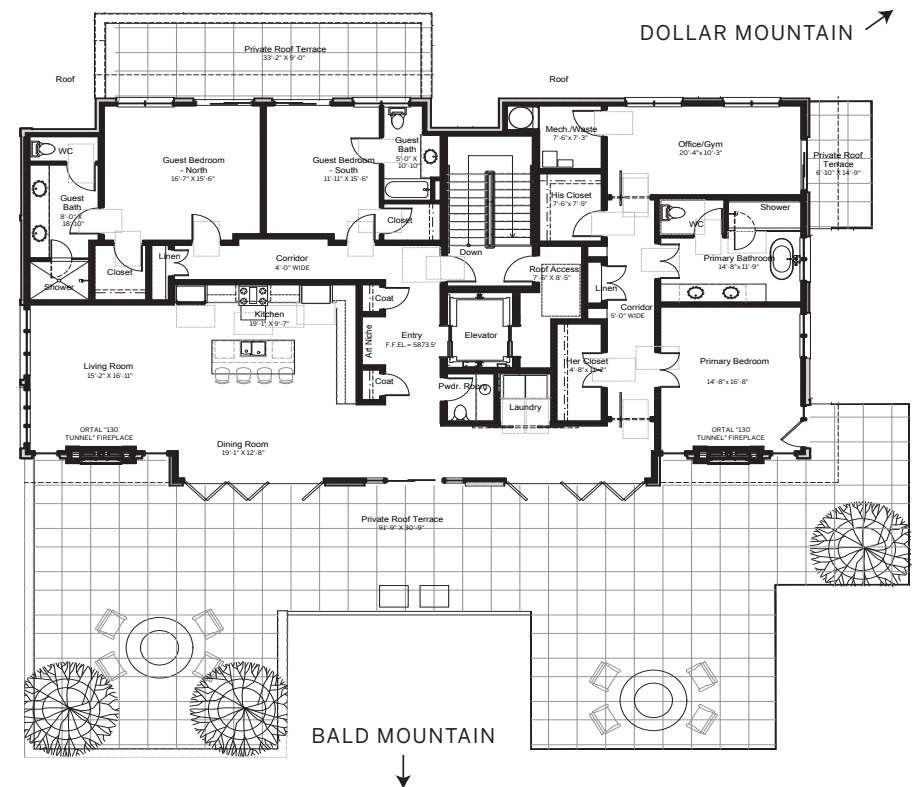 DOLLAR MOUNTAIN
Private Roof Terrace
33'-2" X 9'-0"
Roof
Roof
Mech./Waste
7'-6"x 7'-3"
Office/Gym
20'-4"x 10'-3"
Private Roof
Terrace
6'-10"X 14'-9"
WC
Guest Bedroom
- North
16'-7" X 15'-6"
Guest Bedroom
- South
11'-11" X 15'-6"
Guest
Bath
5'-0" X
10'-10"
Guest
Bath
8'-0" X
18'-10"
His Closet
7'-6"x 7'-9"
Closet
WC
Shower
Linen
Corridor
4'-0" WIDE
Down
Roof Access
7'-6" X 8'-5"
Primary Bathroom
14'-8"x 11'-9"
Closet
Shower
Linen
Coat
Kitchen
19'-1" X 9'-7"
Corridor
5'-0" WIDE
Art Niche
Entry
F.F.EL.= 5873.5'
Elevator
Living Room
15'-2" X 16'-11"
Her Closet
Primary Bedroom
14'-8"x 16'-8"
Coat
Pwdr. Room
Laundry
ORTAL "130
TUNNEL" FIREPLACE
Dining Room
19'-1" X 12'-8"
ORTAL "130
TUNNEL" FIREPLACE
Private Roof Terrace
91'-9" X 30'-9"
BALD MOUNTAIN